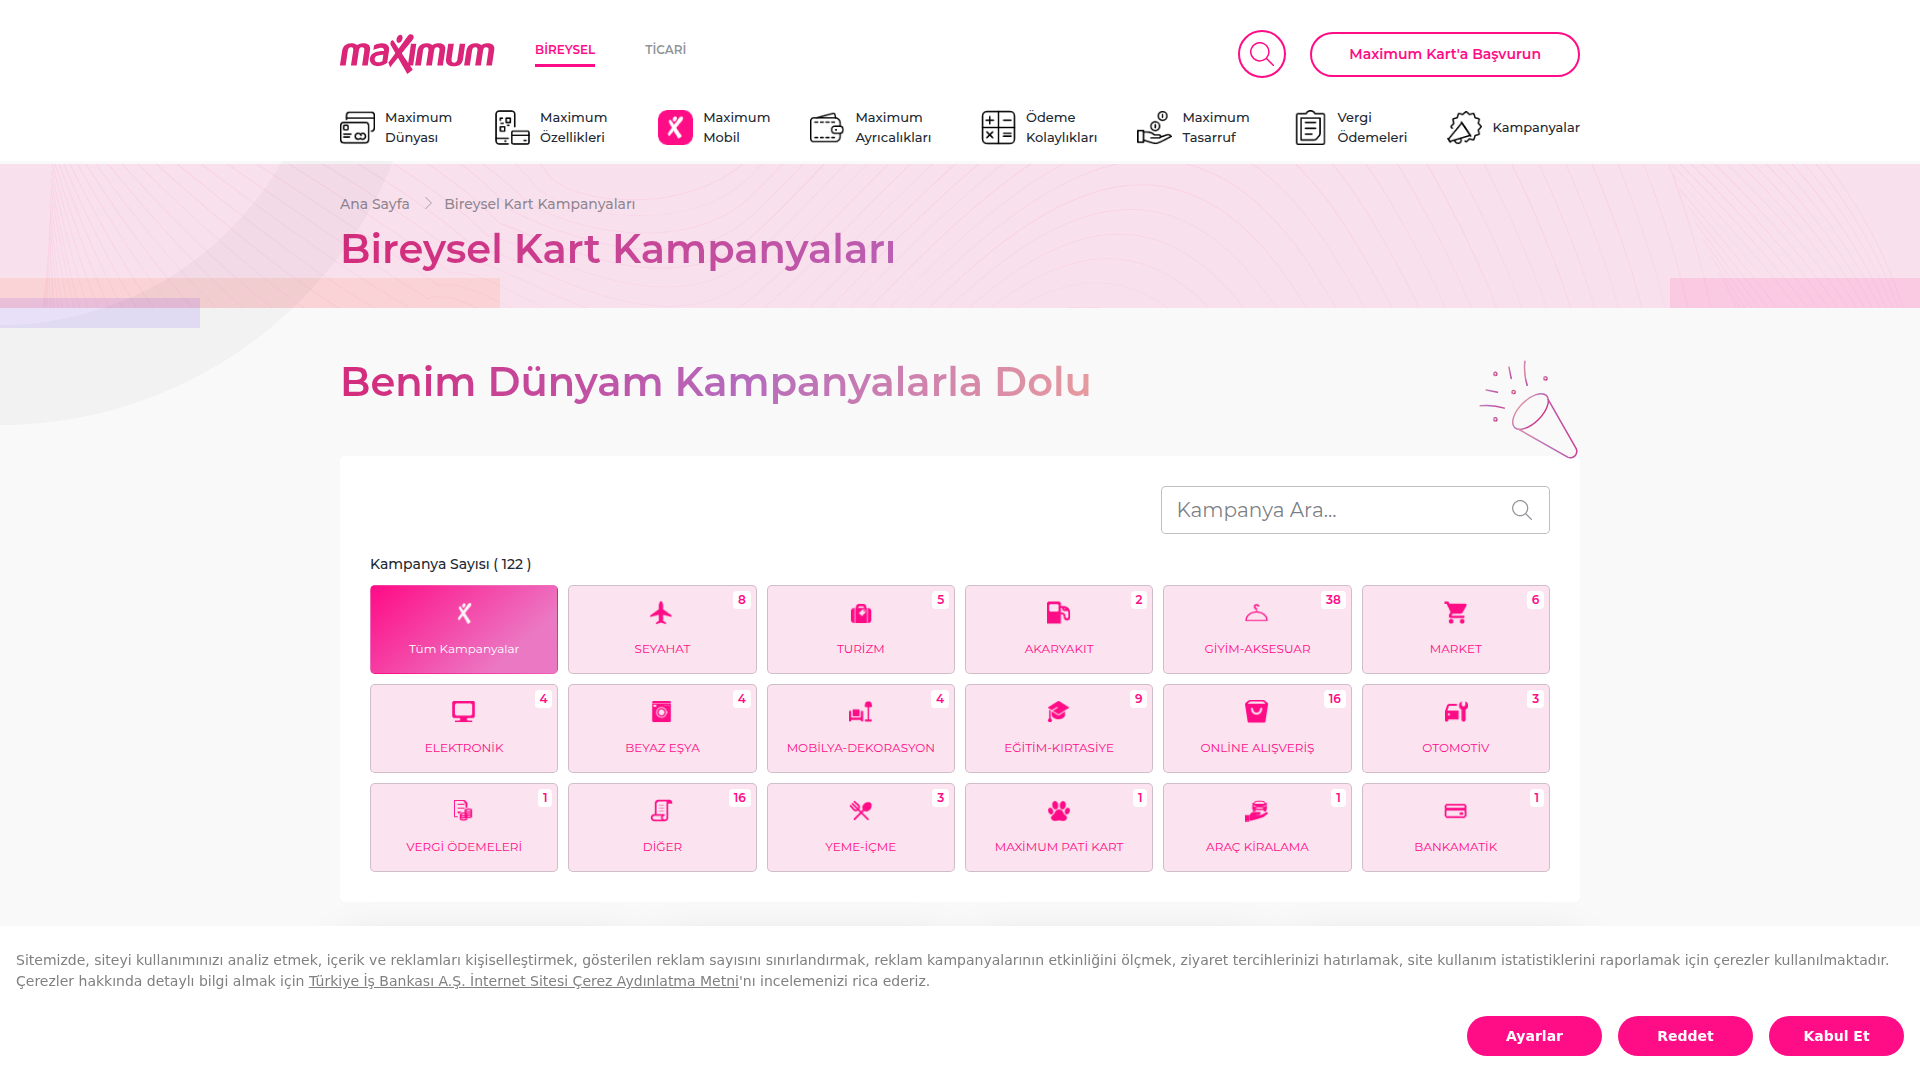 maximum
BİREYSEL
TİCARİ
Maximum Kart'a Başvurun
Maximum
Dünyası
Maximum
Özellikleri
Maximum
Mobil
Maximum
Ayrıcalıkları
Ödeme
Kolaylıkları
Maximum
Tasarruf
Vergi
Ödemeleri
Kampanyalar
Ana Sayfa
Bireysel Kart Kampanyaları
Bireysel Kart Kampanyaları
Benim Dünyam Kampanyalarla Dolu
Kampanya Ara...
Kampanya Sayısı ( 122 )
Tüm Kampanyalar
8
SEYAHAT
5
TURİZM
2
AKARYAKIT
38
GİYİM-AKSESUAR
6
MARKET
4
ELEKTRONİK
4
BEYAZ EŞYA
4
MOBİLYA-DEKORASYON
9
EĞİTİM-KIRTASİYE
16
ONLİNE ALIŞVERİŞ
3
OTOMOTİV
1
VERGİ ÖDEMELERİ
16
DİĞER
3
YEME-İÇME
1
MAXİMUM PATİ KART
1
ARAÇ KİRALAMA
1
BANKAMATİK
Sitemizde, siteyi kullanımınızı analiz etmek, içerik ve reklamları kişiselleştirmek, gösterilen reklam sayısını sınırlandırmak, reklam kampanyalarının etkinliğini ölçmek, ziyaret tercihlerinizi hatırlamak, site kullanım istatistiklerini raporlamak için çerezler kullanılmaktadır.
Çerezler hakkında detaylı bilgi almak için Türkiye İş Bankası A.Ş. İnternet Sitesi Çerez Aydınlatma Metni'nı incelemenizi rica ederiz.
Ayarlar
Reddet
Kabul Et